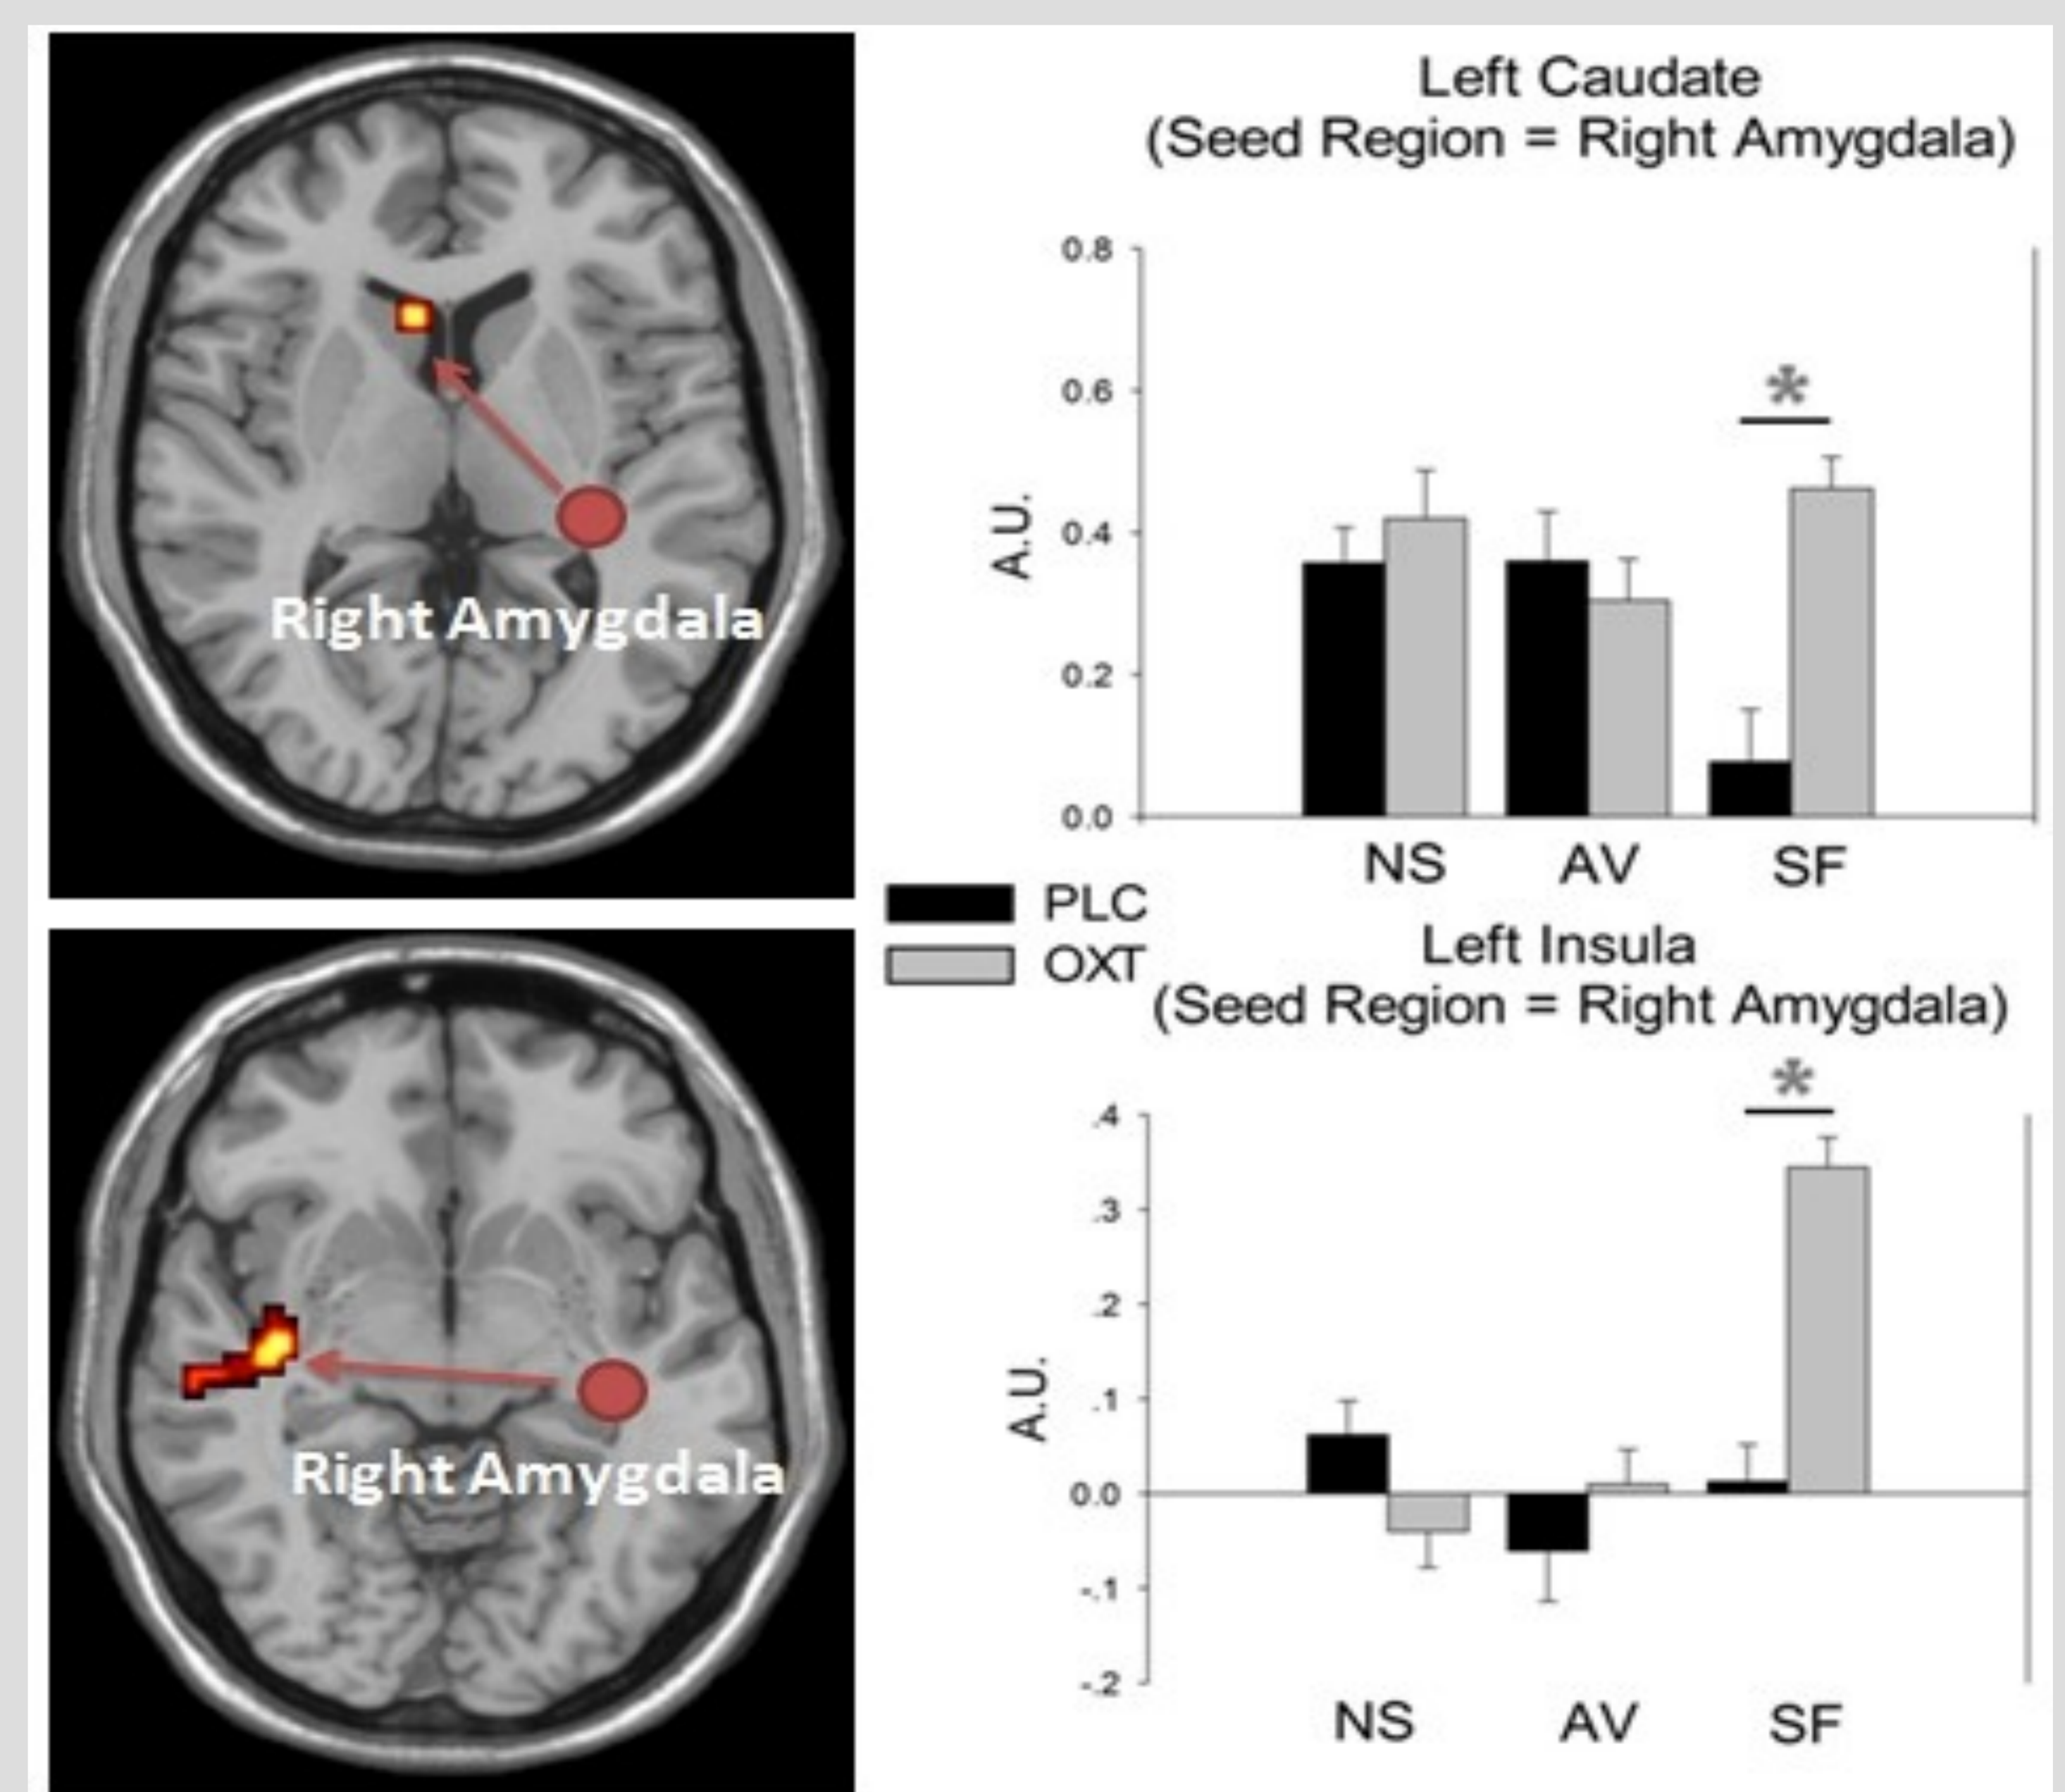 Right Amygdala
Left Caudate
(Seed Region = Right Amygdala)
0.8
0.6
0.4
0.2
0.0
A.U.
*
NS AV SF
PLC
OXT
Right Amygdala
Left Insula
(Seed Region = Right Amygdala)
.4
.3
.2
.1
0.0
-.1
-.2
A.U.
*
NS AV SF